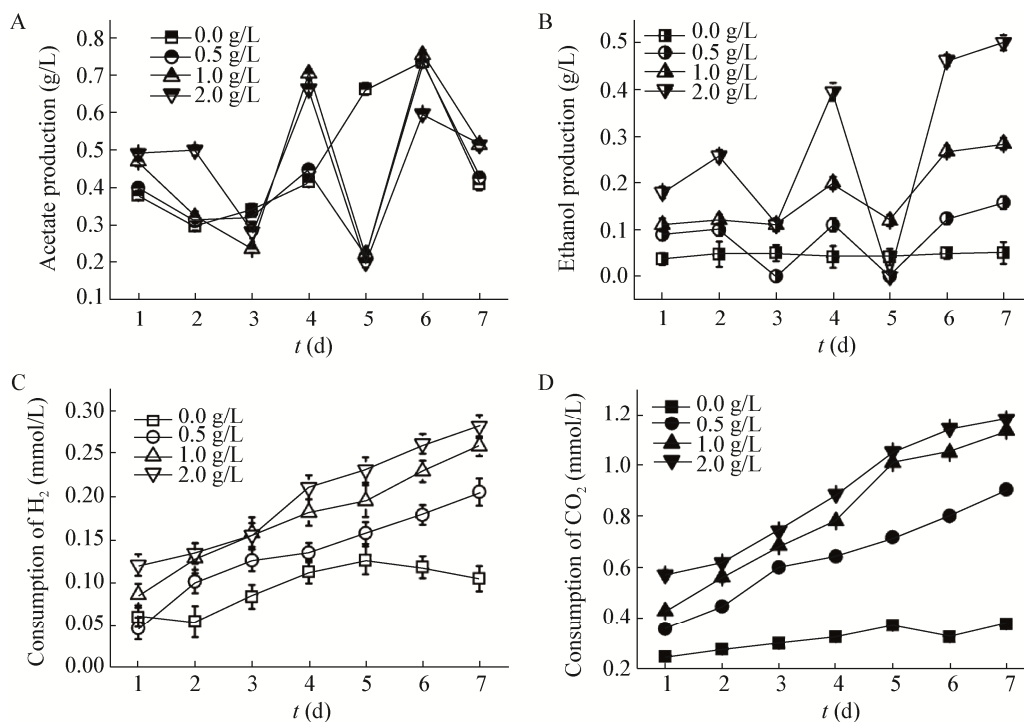 A
Acetate production (g/L)
0.8
0.7
0.6
0.5
0.4
0.3
0.2
0.1
0.0 g/L
0.5 g/L
1.0 g/L
2.0 g/L
1 2 3 4 5 6 7
t (d)
B
Ethanol production (g/L)
0.5
0.4
0.3
0.2
0.1
0.0
0.0 g/L
0.5 g/L
1.0 g/L
2.0 g/L
1 2 3 4 5 6 7
t (d)
C
Consumption of H₂ (mmol/L)
0.30
0.25
0.20
0.15
0.10
0.05
0.00
0.0 g/L
0.5 g/L
1.0 g/L
2.0 g/L
1 2 3 4 5 6 7
t (d)
D
Consumption of CO₂ (mmol/L)
1.2
1.0
0.8
0.6
0.4
0.2
0.0 g/L
0.5 g/L
1.0 g/L
2.0 g/L
1 2 3 4 5 6 7
t (d)